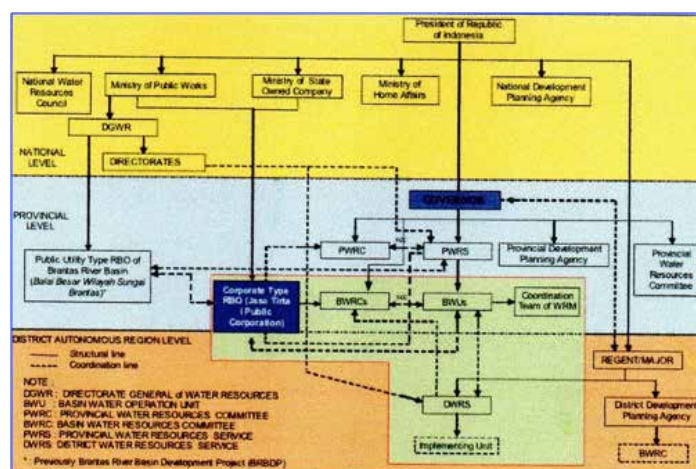 President of Republic
of Indonesia
National Water
Resources
Council
Ministry of Public Works
Ministry of State
Owned Company
Ministry of
Home Affairs
National Development
Planning Agency
DGWR
DIRECTORATES
NATIONAL
LEVEL
PROVINCIAL
LEVEL
GOVERNOR
Public Utility Type RBO of
Brantas River Basin
(Balai Besar Wilayah Sungai
Brantas)*
PWRC
PWRS
Provincial Development
Planning Agency
Provincial
Water
Resources
Committee
Corporate Type
RBO (Jasa Tirta
I Public
Corporation)
BWRCs
BWUs
Coordination
Team of WRM
DISTRICT AUTONOMOUS REGION LEVEL
Structural line
Coordination line
REGENT/MAJOR
NOTE :
DGWR : DIRECTORATE GENERAL of WATER RESOURCES
BWU : BASIN WATER OPERATION UNIT
PWRC : PROVINCIAL WATER RESOURCES COMMITTEE
BWRC: BASIN WATER RESOURCES COMMITTEE
PWRS : PROVINCIAL WATER RESOURCES SERVICE
DWRS: DISTRICT WATER RESOURCES SERVICE
* : Previously Brantas River Basin Development Project (BRBDP)
DWRS
Implementing Unit
District Development
Planning Agency
BWRC